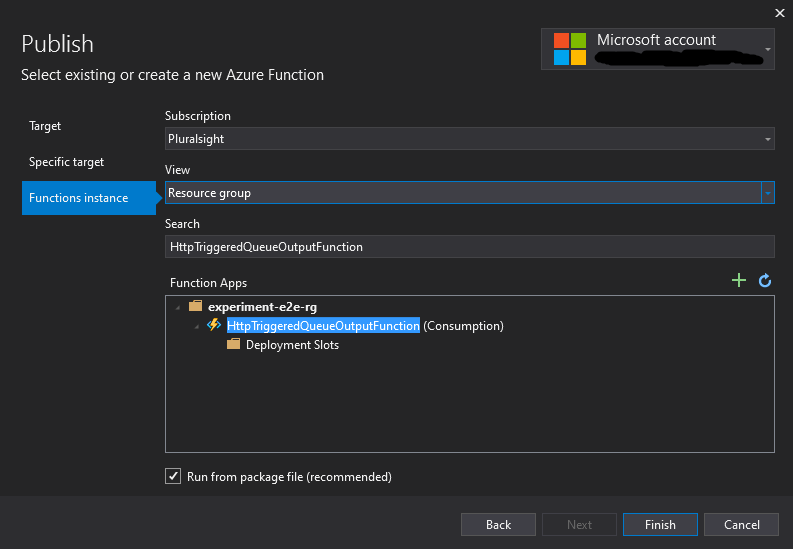 Publish
Select existing or create a new Azure Function
Microsoft account
Target
Specific target
Functions instance
Subscription
Pluralsight
View
Resource group
Search
HttpTriggeredQueueOutputFunction
Function Apps
experiment-e2e-rg
HttpTriggeredQueueOutputFunction (Consumption)
Deployment Slots
Run from package file (recommended)
Back
Next
Finish
Cancel